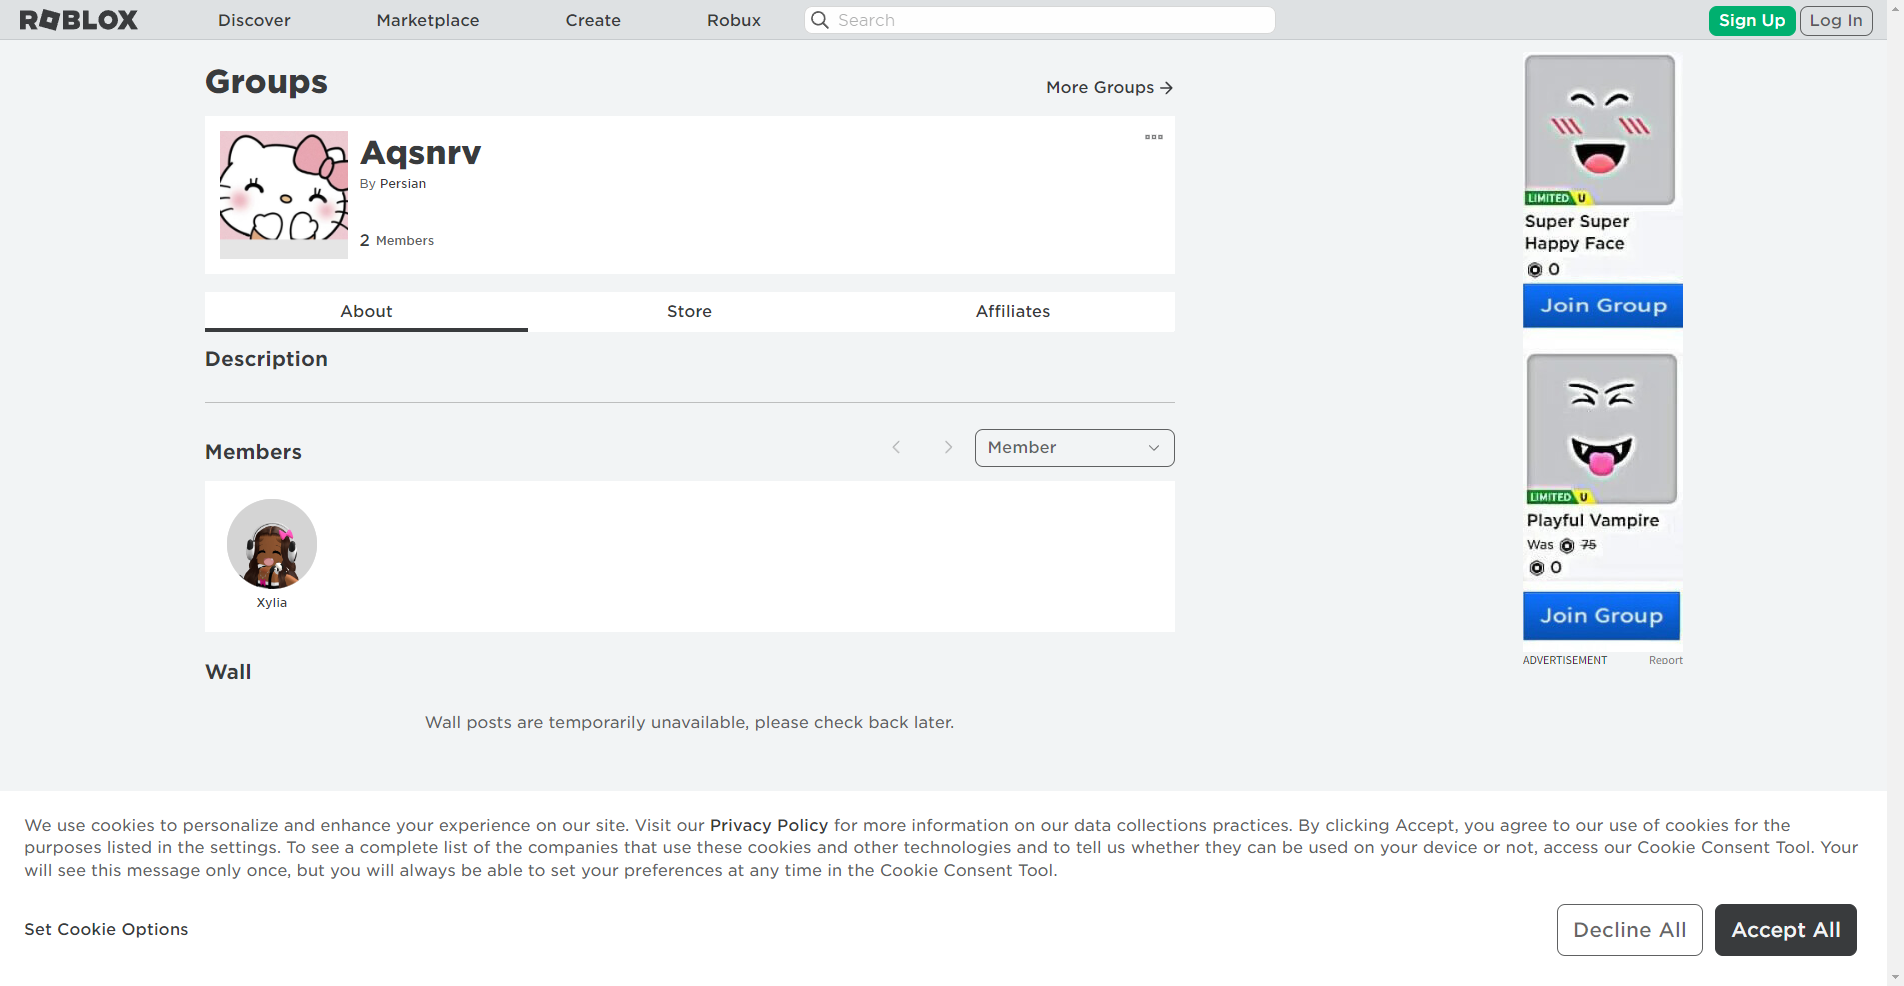 ROBLOX
Discover
Marketplace
Create
Robux
Search
Sign Up
Log In
Groups
More Groups
Aqsnrv
By Persian
2 Members
About
Store
Affiliates
Description
Members
Member
Xylia
Wall
Wall posts are temporarily unavailable, please check back later.
LIMITED U
Super Super
Happy Face
0
Join Group
LIMITED U
Playful Vampire
Was 75
0
Join Group
ADVERTISEMENT
Report
We use cookies to personalize and enhance your experience on our site. Visit our Privacy Policy for more information on our data collections practices. By clicking Accept, you agree to our use of cookies for the
purposes listed in the settings. To see a complete list of the companies that use these cookies and other technologies and to tell us whether they can be used on your device or not, access our Cookie Consent Tool. Your
will see this message only once, but you will always be able to set your preferences at any time in the Cookie Consent Tool.
Set Cookie Options
Decline All
Accept All